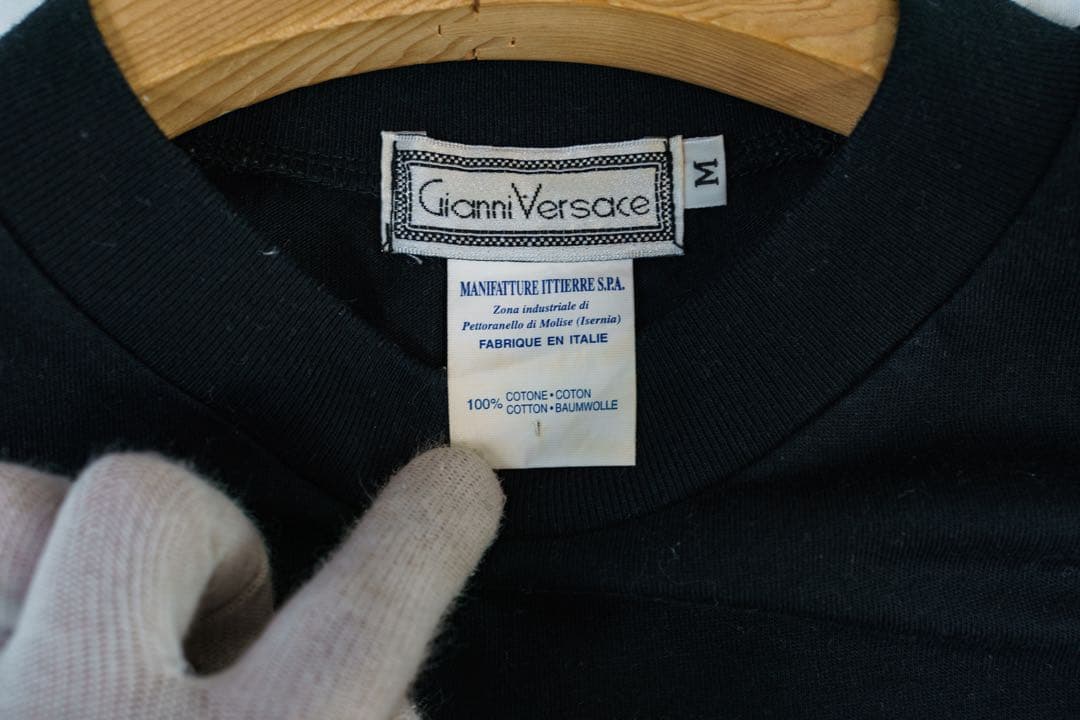 Gianni Versace
M
MANIFATTURE ITTIERRE S.P.A.
Zona industriale di
Pettoranello di Molise (Isernia)
FABRIQUE EN ITALIE
100% COTONE • COTON
COTTON • BAUMWOLLE